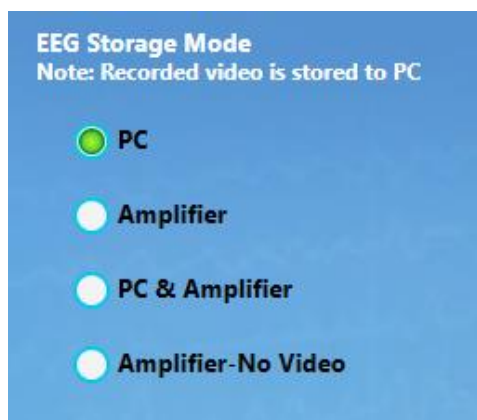 EEG Storage Mode
Note: Recorded video is stored to PC
PC
Amplifier
PC & Amplifier
Amplifier-No Video